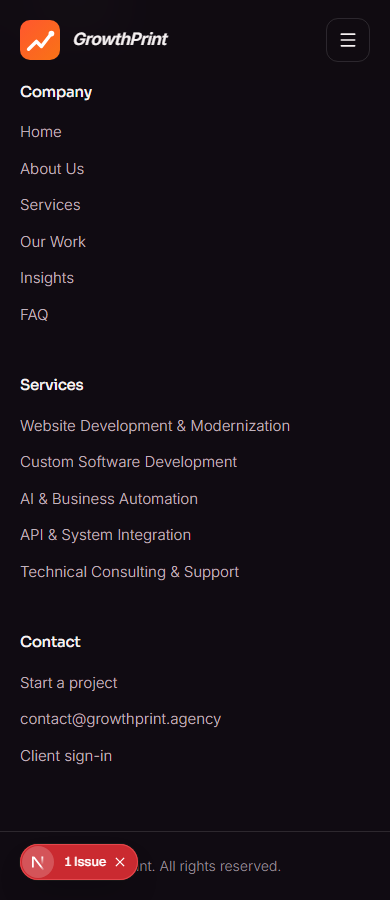 GrowthPrint
Company
Home
About Us
Services
Our Work
Insights
FAQ
Services
Website Development & Modernization
Custom Software Development
AI & Business Automation
API & System Integration
Technical Consulting & Support
Contact
Start a project
contact@growthprint.agency
Client sign-in
N 1 Issue
nt. All rights reserved.